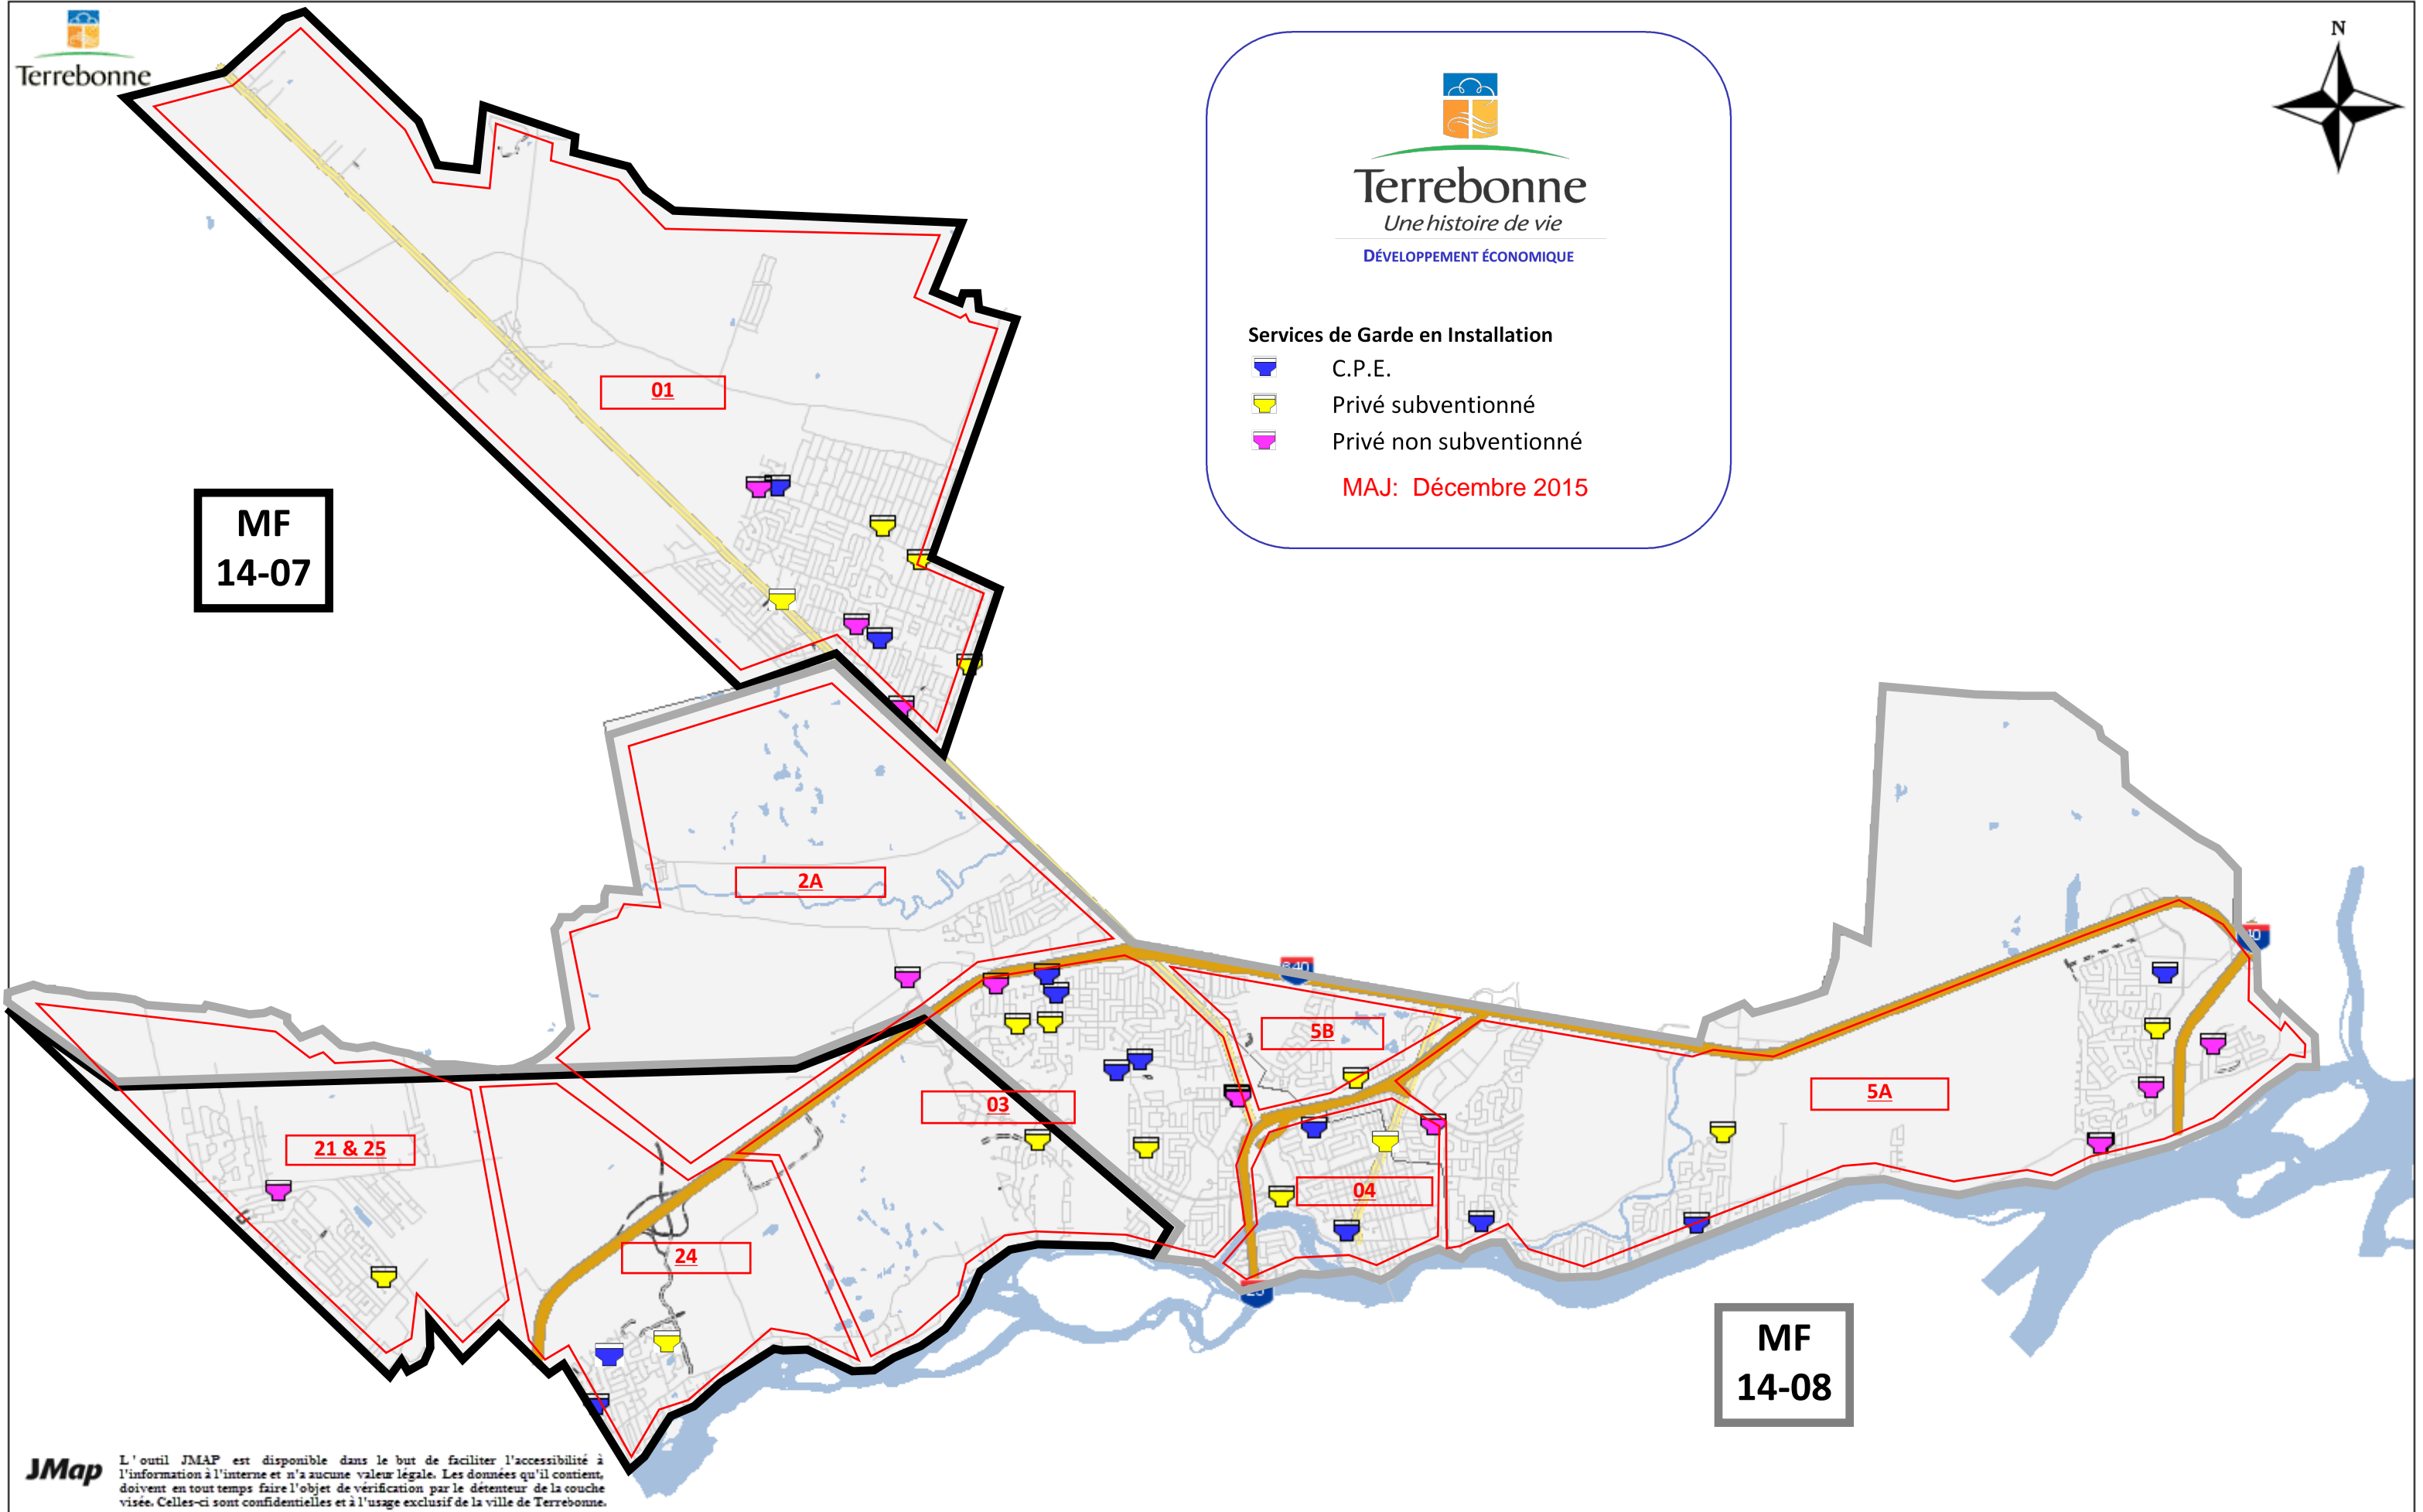 Terrebonne
N
Terrebonne
Une histoire de vie
DÉVELOPPEMENT ÉCONOMIQUE
Services de Garde en Installation
C.P.E.
Privé subventionné
Privé non subventionné
MAJ: Décembre 2015
01
MF
14-07
2A
5B
03
5A
21 & 25
04
24
MF
14-08
JMap
L'outil JMAP est disponible dans le but de faciliter l'accessibilité à
l'information à l'interne et n'a aucune valeur légale. Les données qu'il contient,
doivent en tout temps faire l'objet de vérification par le détenteur de la couche
visée. Celles-ci sont confidentielles et à l'usage exclusif de la ville de Terrebonne.